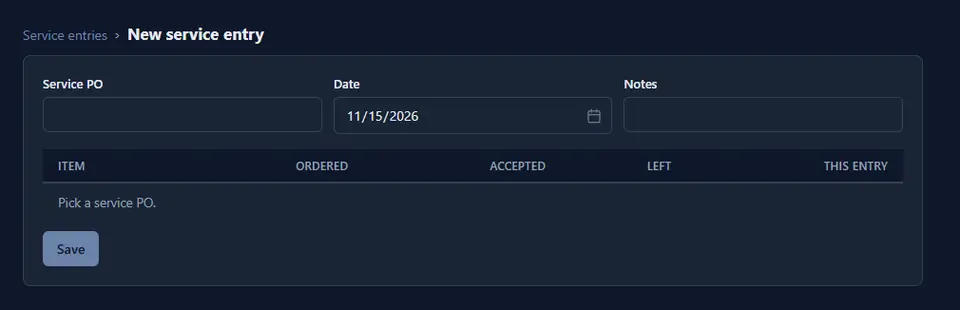 Service entries › New service entry
Service PO Date Notes
11/15/2026
ITEM ORDERED ACCEPTED LEFT THIS ENTRY
Pick a service PO.
Save